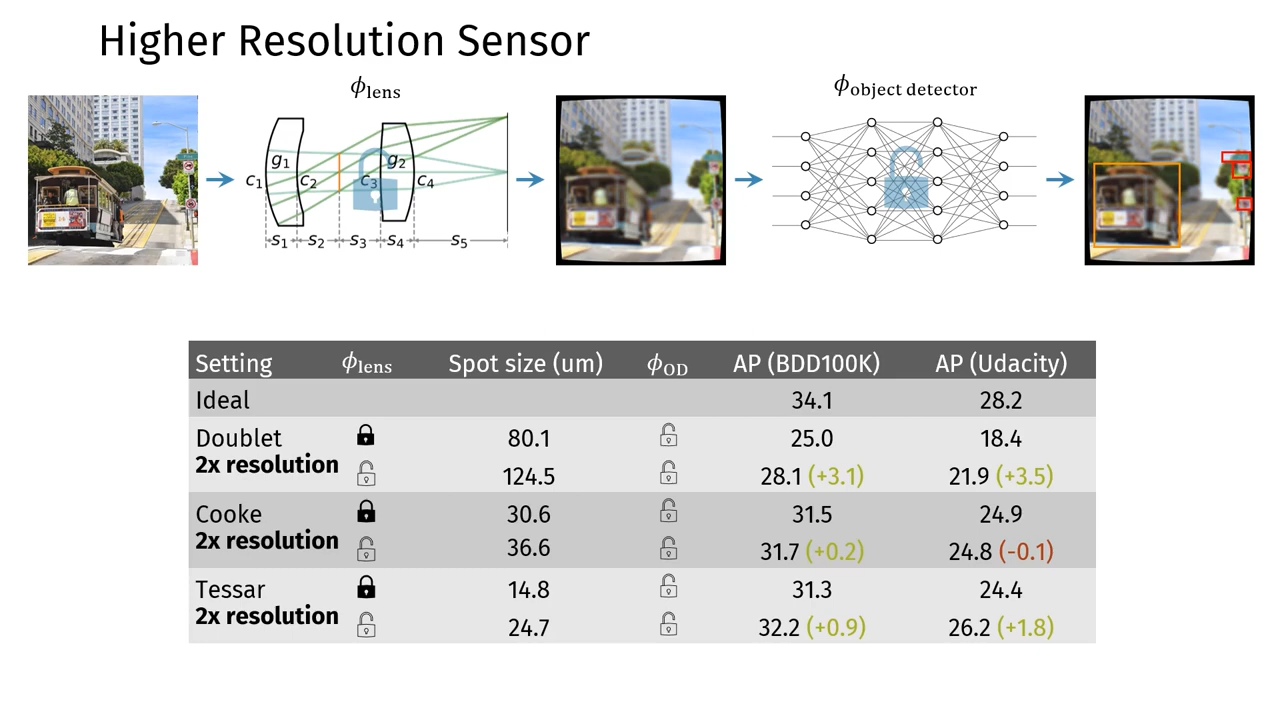 Higher Resolution Sensor
ϕlens
ϕobject detector
g1
g2
c1
c2
c3
c4
s1 s2 s3 s4 s5
Setting ϕlens Spot size (um) ϕOD AP (BDD100K) AP (Udacity)
Ideal 34.1 28.2
Doublet 80.1 25.0 18.4
2x resolution 124.5 28.1 (+3.1) 21.9 (+3.5)
Cooke 30.6 31.5 24.9
2x resolution 36.6 31.7 (+0.2) 24.8 (-0.1)
Tessar 14.8 31.3 24.4
2x resolution 24.7 32.2 (+0.9) 26.2 (+1.8)